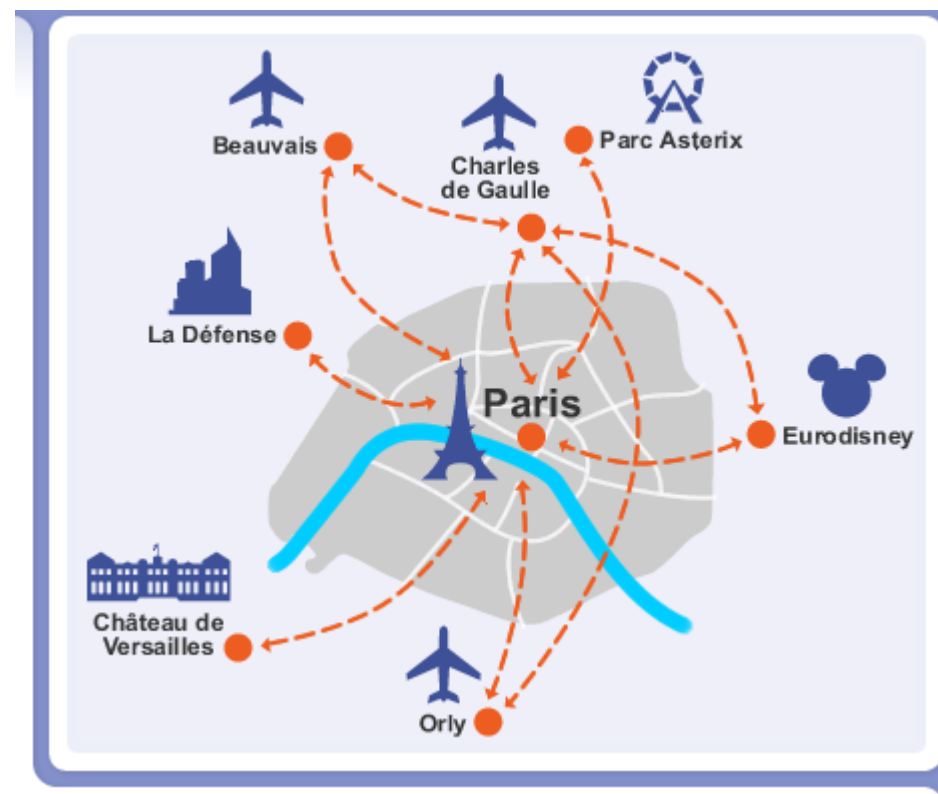 Beauvais
Charles
de Gaulle
Parc Asterix
La Défense
Paris
Eurodisney
Château de
Versailles
Orly